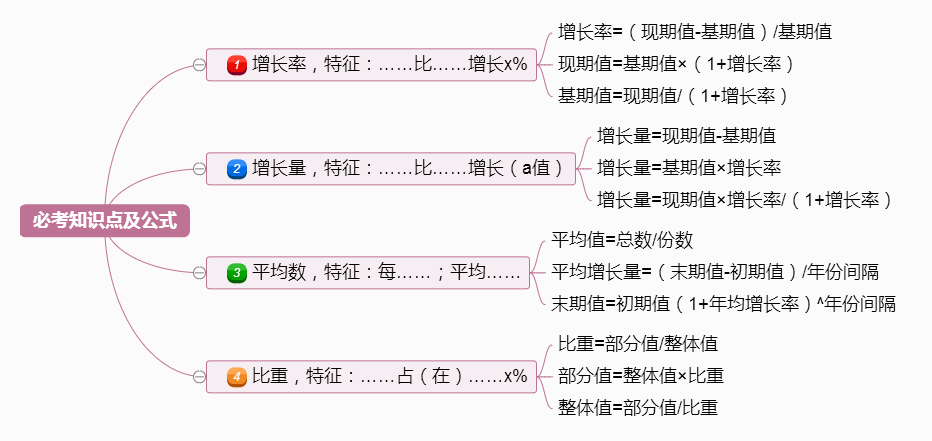 必考知识点及公式
1 增长率，特征：……比……增长x%
增长率=（现期值-基期值）/基期值
现期值=基期值×（1+增长率）
基期值=现期值/（1+增长率）
2 增长量，特征：……比……增长（a值）
增长量=现期值-基期值
增长量=基期值×增长率
增长量=现期值×增长率/（1+增长率）
3 平均数，特征：每……；平均……
平均值=总数/份数
平均增长量=（末期值-初期值）/年份间隔
末期值=初期值（1+年均增长率）^年份间隔
4 比重，特征：……占（在）……x%
比重=部分值/整体值
部分值=整体值×比重
整体值=部分值/比重